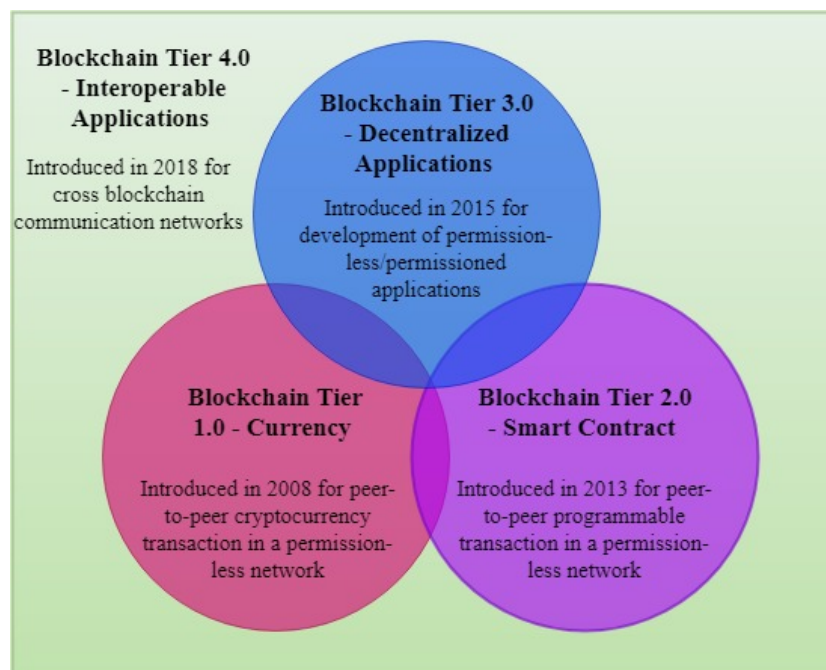 Blockchain Tier 4.0
- Interoperable
Applications
Introduced in 2018 for
cross blockchain
communication networks
Blockchain Tier 3.0
- Decentralized
Applications
Introduced in 2015 for
development of permission-
less/permissioned
applications
Blockchain Tier
1.0 - Currency
Introduced in 2008 for peer-
to-peer cryptocurrency
transaction in a permission-
less network
Blockchain Tier 2.0
- Smart Contract
Introduced in 2013 for peer-
to-peer programmable
transaction in a permission-
less network